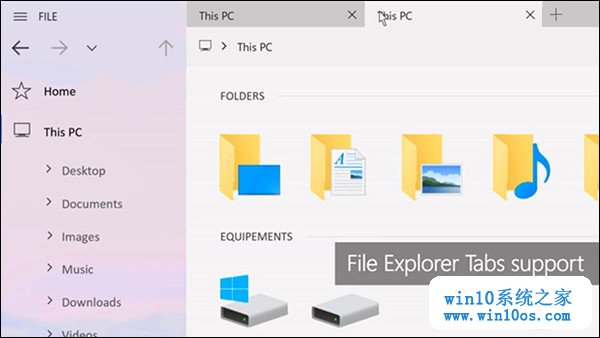 FILE
This PC
This PC
This PC
Home
This PC
Desktop
Documents
Images
Music
Downloads
Videos
FOLDERS
A
EQUIPEMENTS
File Explorer Tabs support
win10系统之家
www.win10os.com